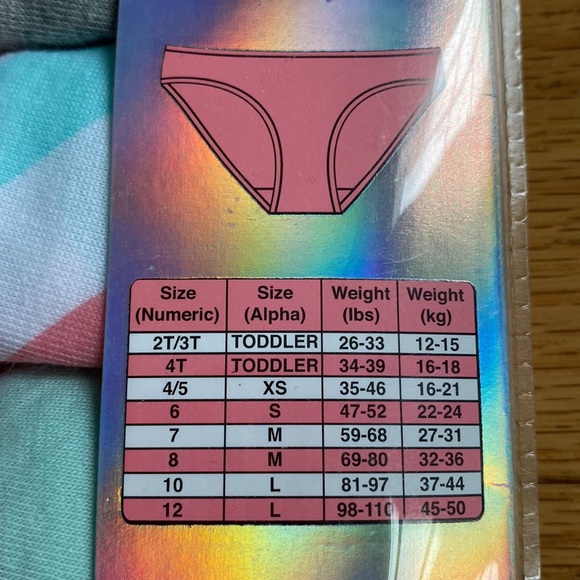 Size Size Weight Weight
(Numeric) (Alpha) (lbs) (kg)
2T/3T TODDLER 26-33 12-15
4T TODDLER 34-39 16-18
4/5 XS 35-46 16-21
6 S 47-52 22-24
7 M 59-68 27-31
8 M 69-80 32-36
10 L 81-97 37-44
12 L 98-110 45-50